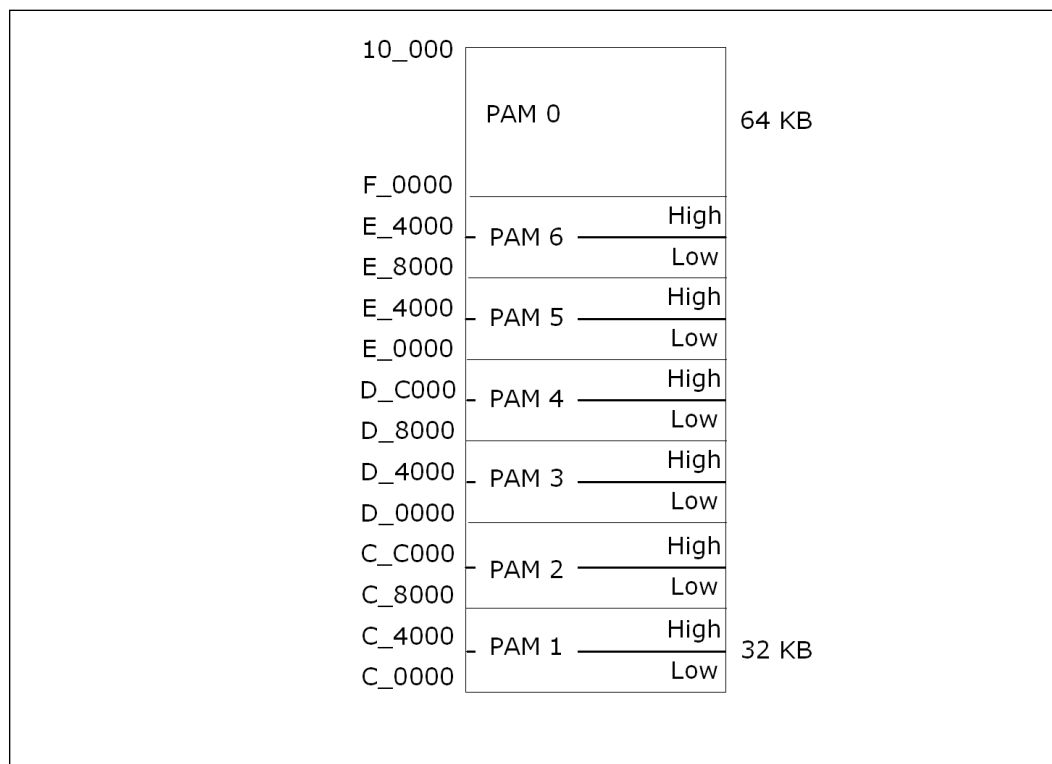 10_000
PAM 0
64 KB
F_0000
High
E_4000
PAM 6
Low
E_8000
High
E_4000
PAM 5
Low
E_0000
High
D_C000
PAM 4
Low
D_8000
High
D_4000
PAM 3
Low
D_0000
High
C_C000
PAM 2
Low
C_8000
High
C_4000
PAM 1
32 KB
Low
C_0000